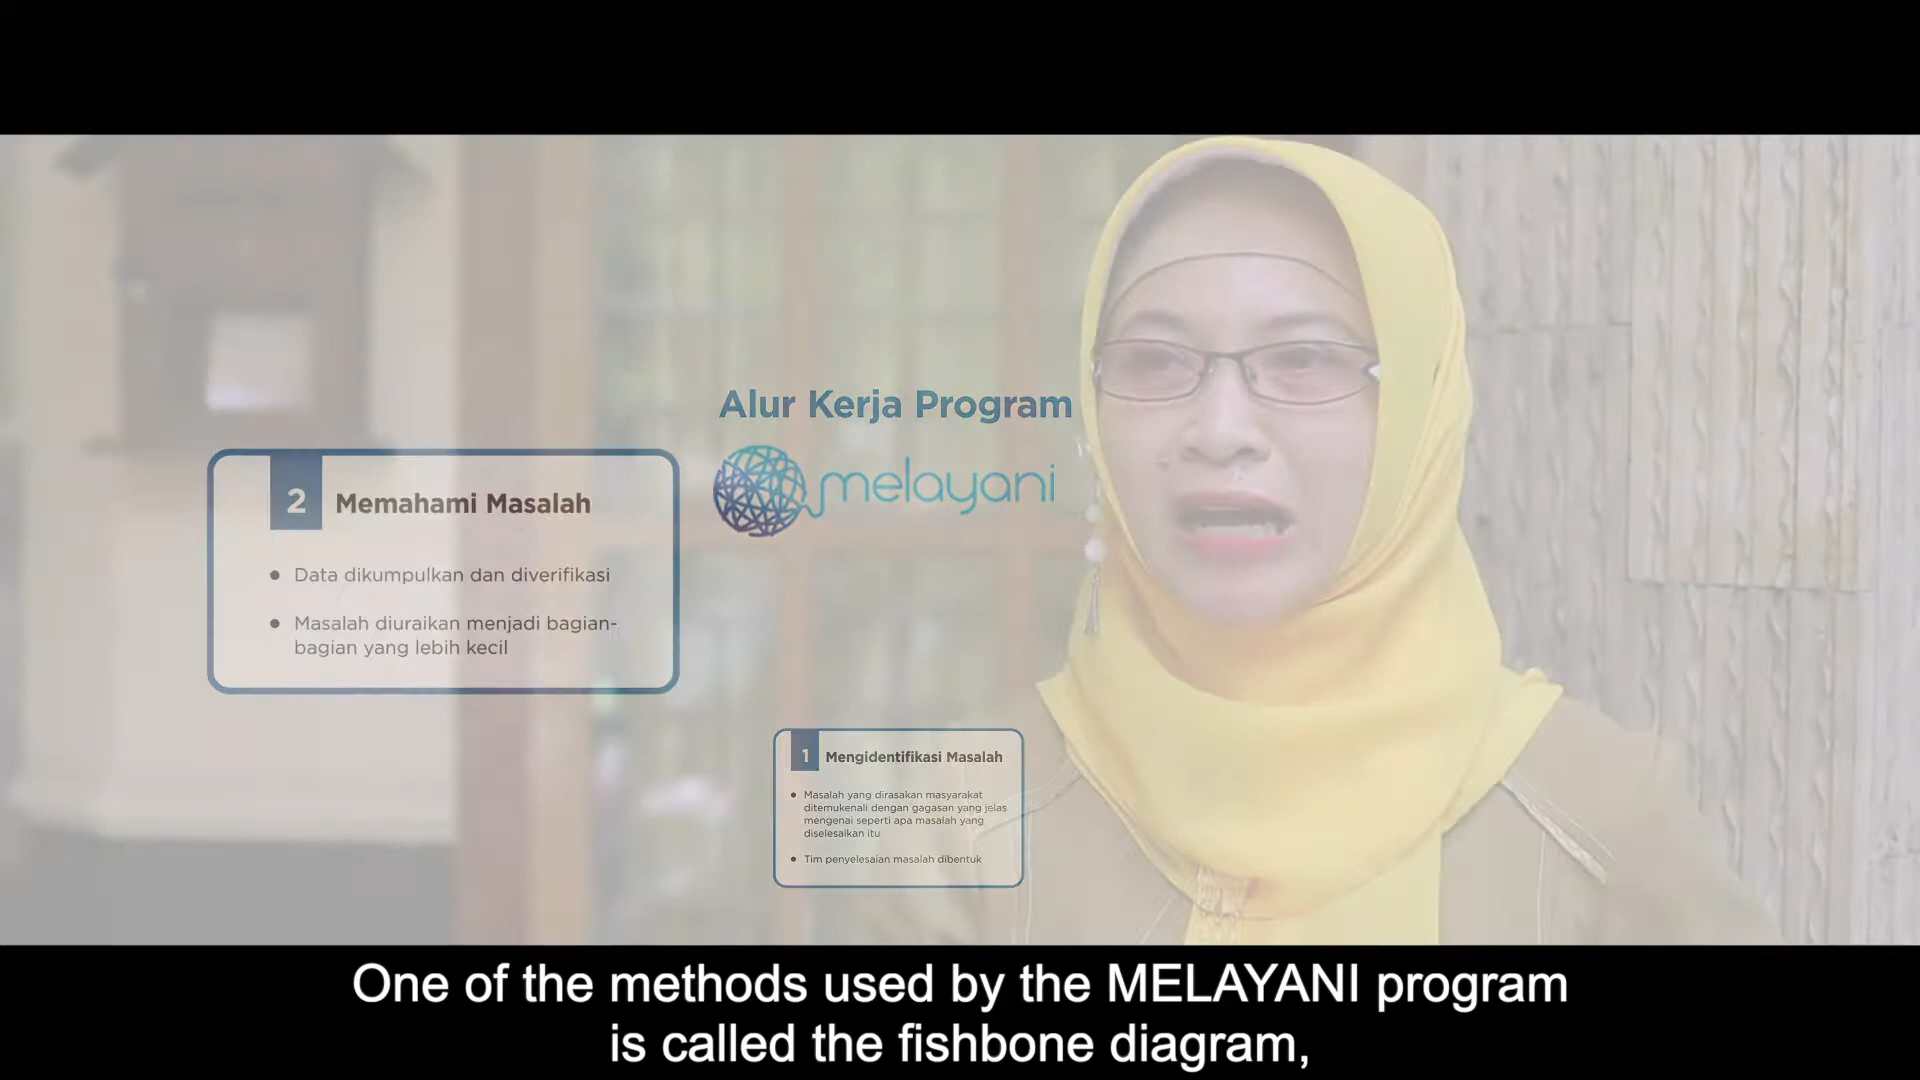 Alur Kerja Program
melayani
2 Memahami Masalah
● Data dikumpulkan dan diverifikasi
● Masalah diuraikan menjadi bagian-
bagian yang lebih kecil
1 Mengidentifikasi Masalah
● Masalah yang dirasakan masyarakat
ditemukenali dengan gagasan yang jelas
mengenai seperti apa masalah yang
diselesaikan itu
● Tim penyelesaian masalah dibentuk
One of the methods used by the MELAYANI program
is called the fishbone diagram,